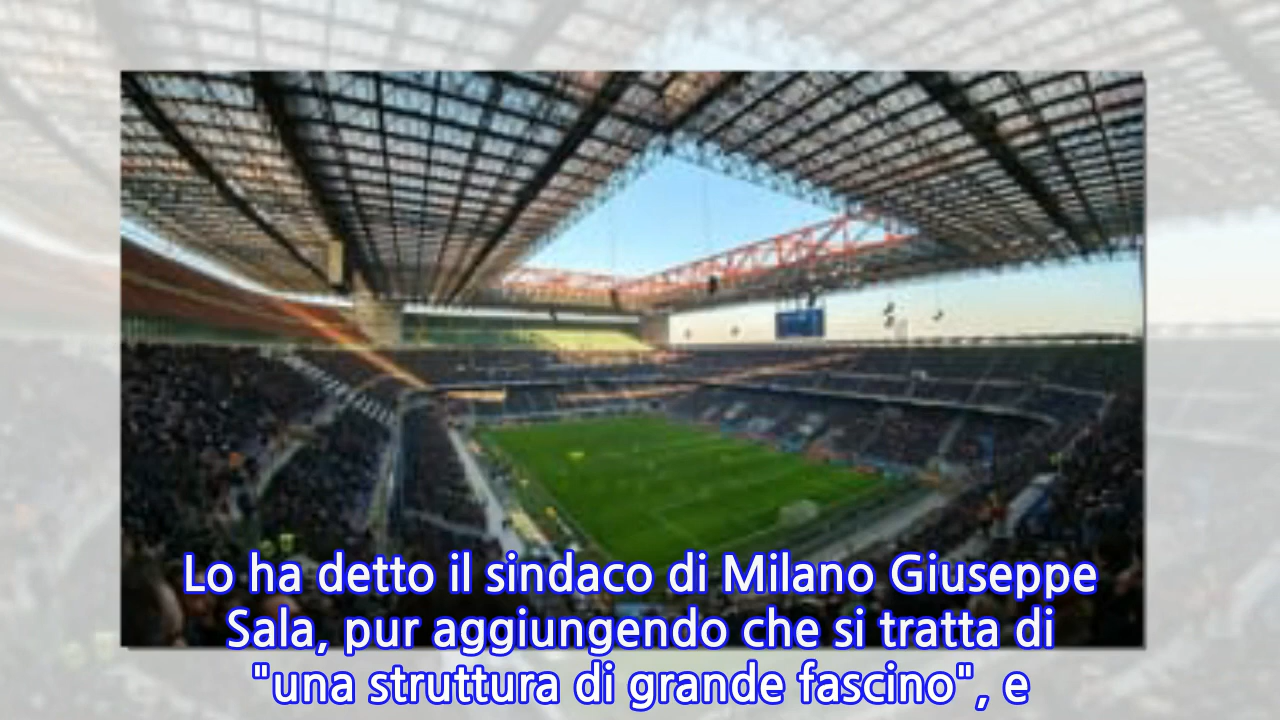 Lo ha detto il sindaco di Milano Giuseppe
Sala, pur aggiungendo che si tratta di
"una struttura di grande fascino", e